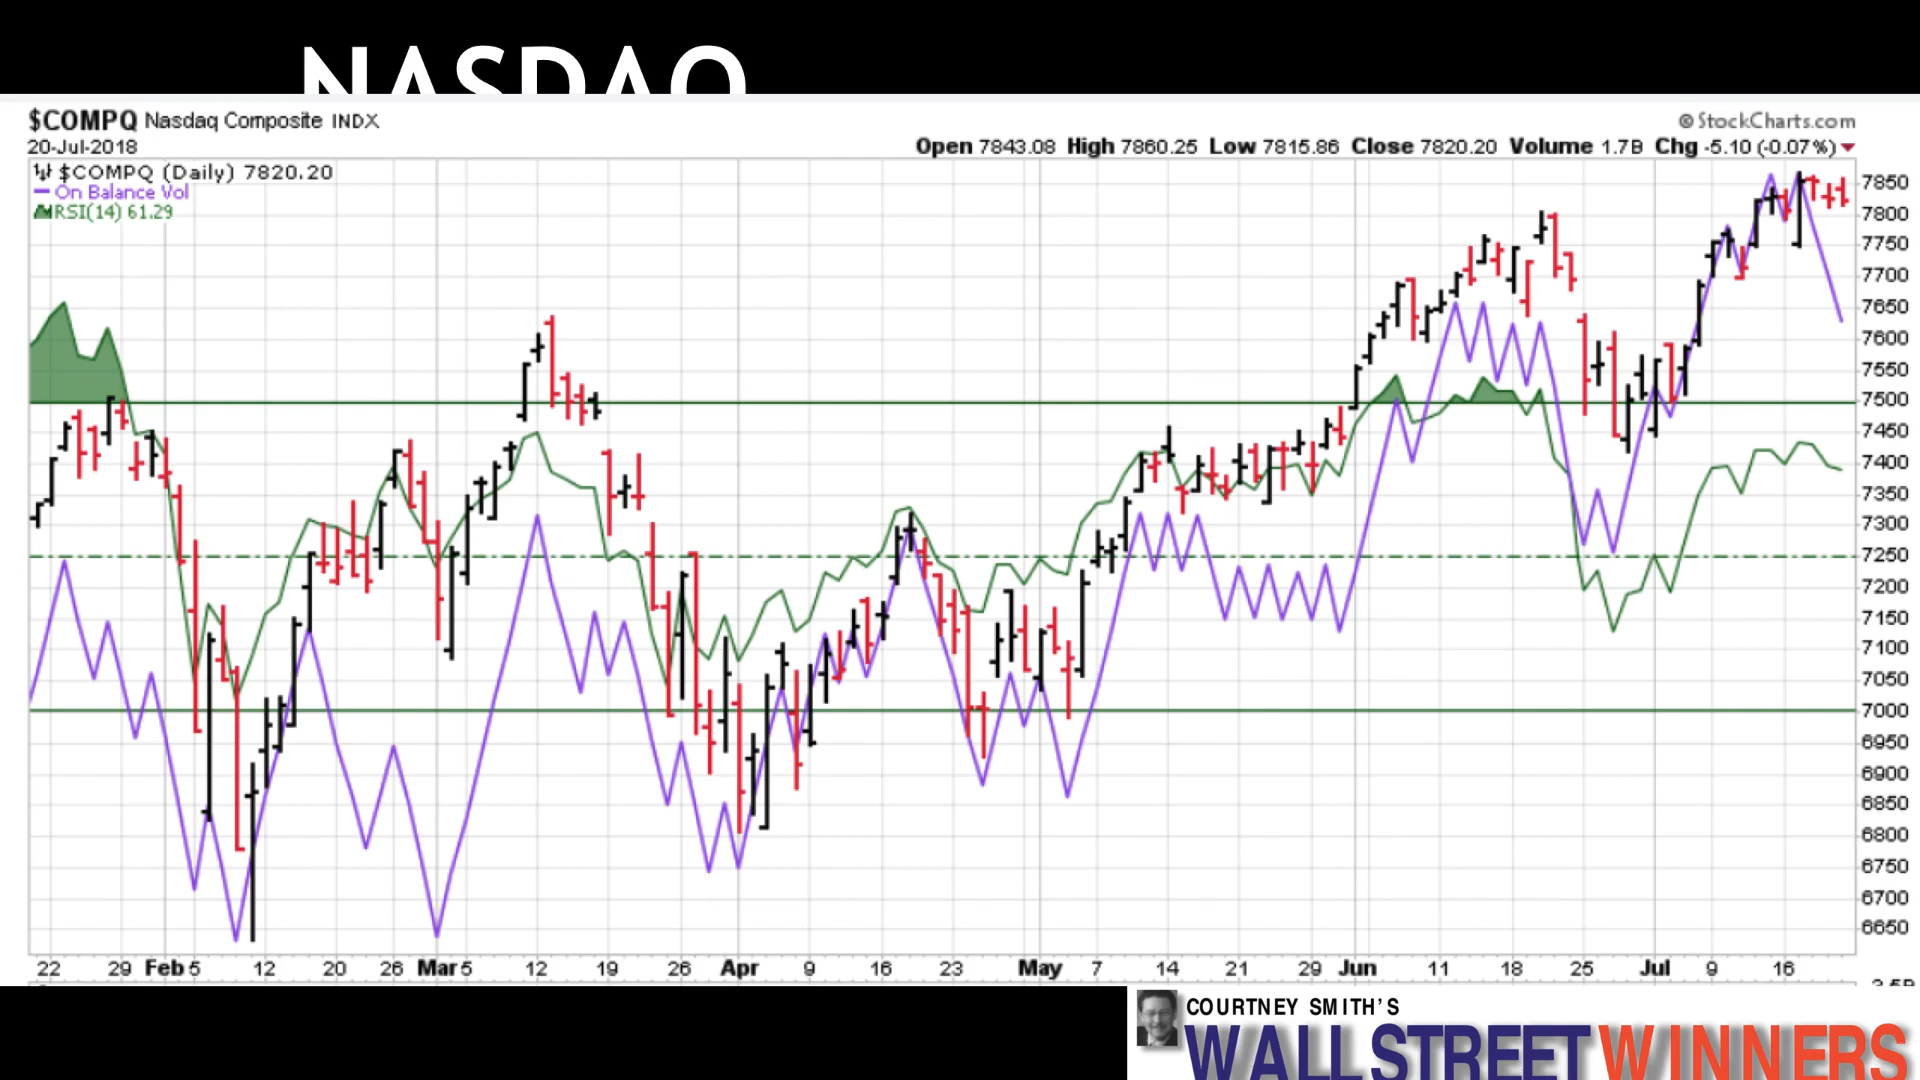 NASDAQ
$COMPQ Nasdaq Composite INDX
© StockCharts.com
20-Jul-2018
Open 7843.08 High 7860.25 Low 7815.86 Close 7820.20 Volume 1.7B Chg -5.10 (-0.07%)
$COMPQ (Daily) 7820.20
On Balance Vol
RSI(14) 61.29
7850
7800
7750
7700
7650
7600
7550
7500
7450
7400
7350
7300
7250
7200
7150
7100
7050
7000
6950
6900
6850
6800
6750
6700
6650
22 29 Feb 5 12 20 26 Mar 5 12 19 26 Apr 9 16 23 May 7 14 21 29 Jun 11 18 25 Jul 9 16
COURTNEY SMITH'S
WALL STREET WINNERS